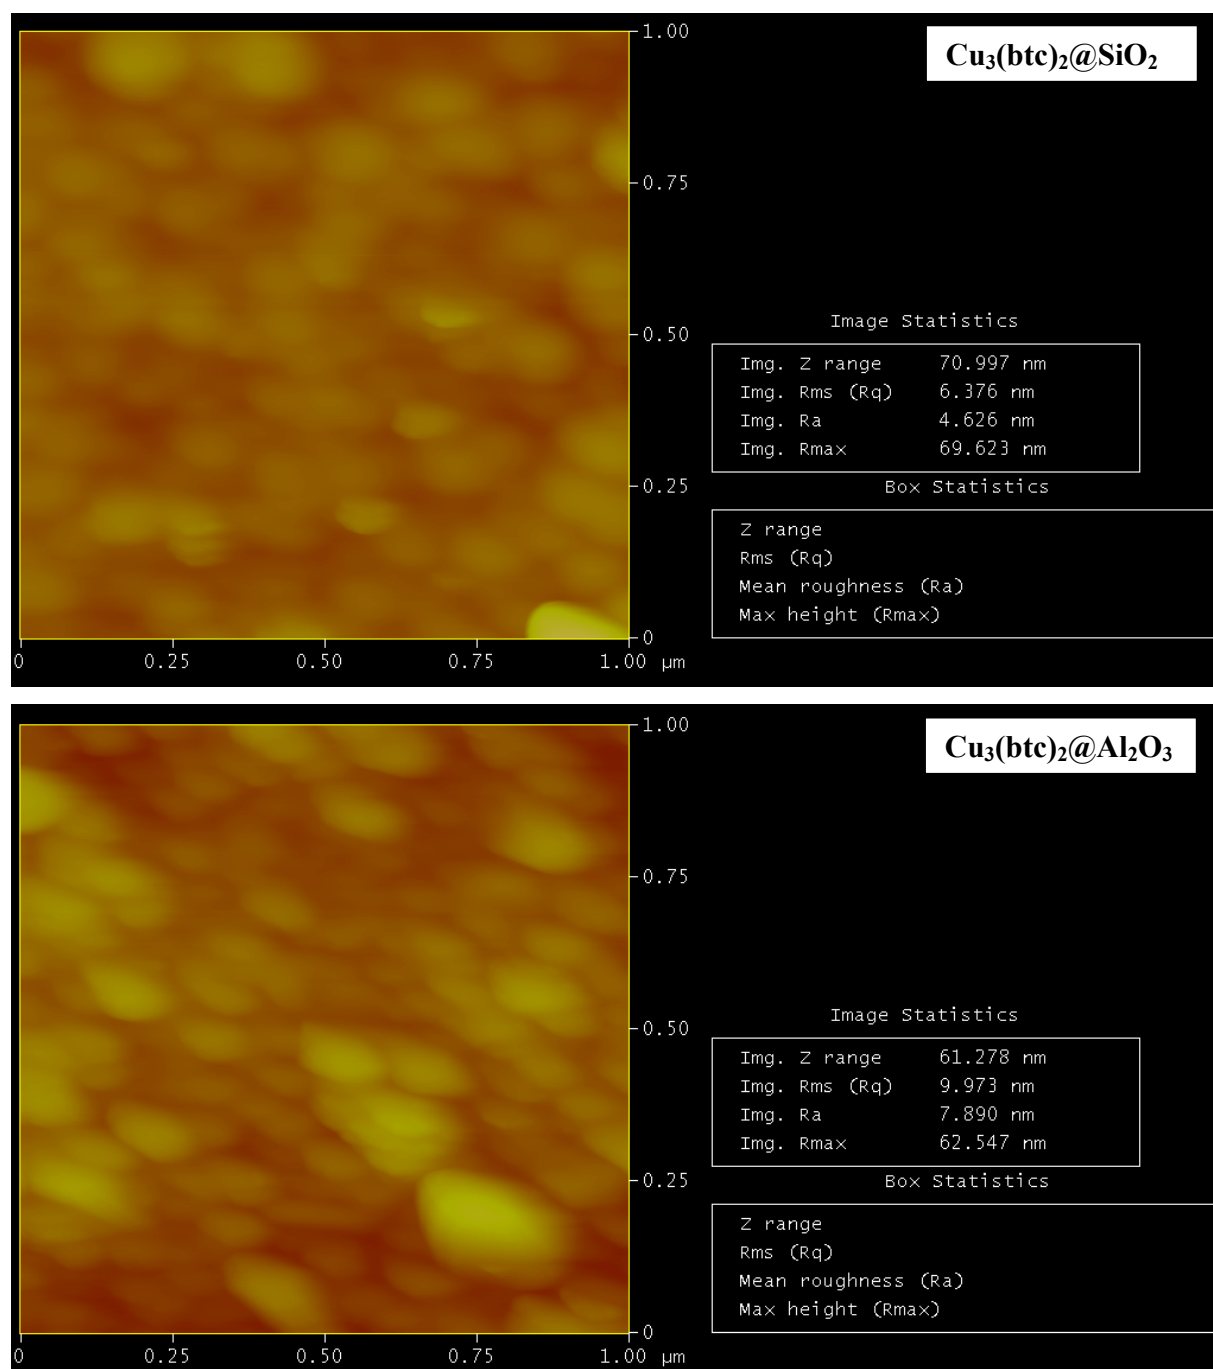 Cu₃(btc)₂@SiO₂
1.00
0.75
0.50
0.25
0
0 0.25 0.50 0.75 1.00 µm
Image Statistics
Img. Z range 70.997 nm
Img. Rms (Rq) 6.376 nm
Img. Ra 4.626 nm
Img. Rmax 69.623 nm
Box Statistics
Z range
Rms (Rq)
Mean roughness (Ra)
Max height (Rmax)
Cu₃(btc)₂@Al₂O₃
1.00
0.75
0.50
0.25
0
0 0.25 0.50 0.75 1.00 µm
Image Statistics
Img. Z range 61.278 nm
Img. Rms (Rq) 9.973 nm
Img. Ra 7.890 nm
Img. Rmax 62.547 nm
Box Statistics
Z range
Rms (Rq)
Mean roughness (Ra)
Max height (Rmax)